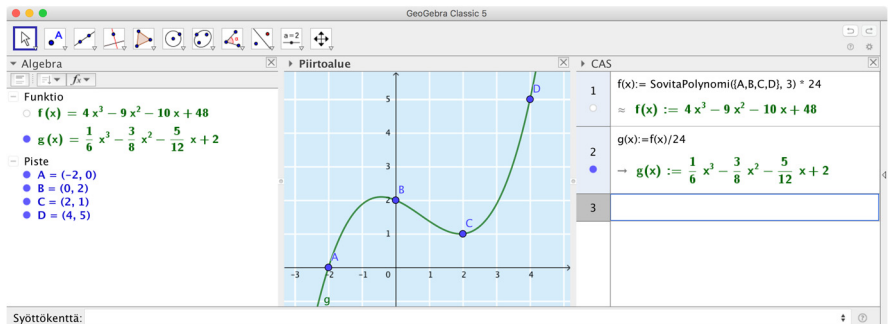 GeoGebra Classic 5
A
a=2
Algebra
Funktio
f(x) = 4 x³ − 9 x² − 10 x + 48
g(x) = 1/6 x³ − 3/8 x² − 5/12 x + 2
Piste
A = (−2, 0)
B = (0, 2)
C = (2, 1)
D = (4, 5)
Piirtoalue
5
4
3
2
1
-3 -2 -1 0 1 2 3 4
A
B
C
D
g
CAS
1
f(x):= SovitaPolynomi({A,B,C,D}, 3) * 24
≈ f(x) := 4 x³ − 9 x² − 10 x + 48
2
g(x):=f(x)/24
→ g(x) := 1/6 x³ − 3/8 x² − 5/12 x + 2
3
Syöttökenttä: